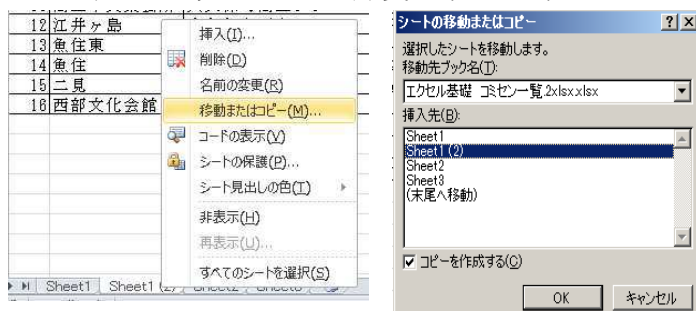 12 江井ヶ島
13 魚住東
14 魚住
15 二見
16 西部文化会館
挿入(I)...
削除(D)
名前の変更(R)
移動またはコピー(M)...
コードの表示(V)
シートの保護(P)...
シート見出しの色(T)
非表示(H)
再表示(U)...
すべてのシートを選択(S)
Sheet1 Sheet1 (2)
シートの移動またはコピー
選択したシートを移動します。
移動先ブック名(T):
エクセル基礎 コミセン一覧.2xlsx.xlsx
挿入先(B):
Sheet1
Sheet1 (2)
Sheet2
Sheet3
(末尾へ移動)
コピーを作成する(C)
OK キャンセル